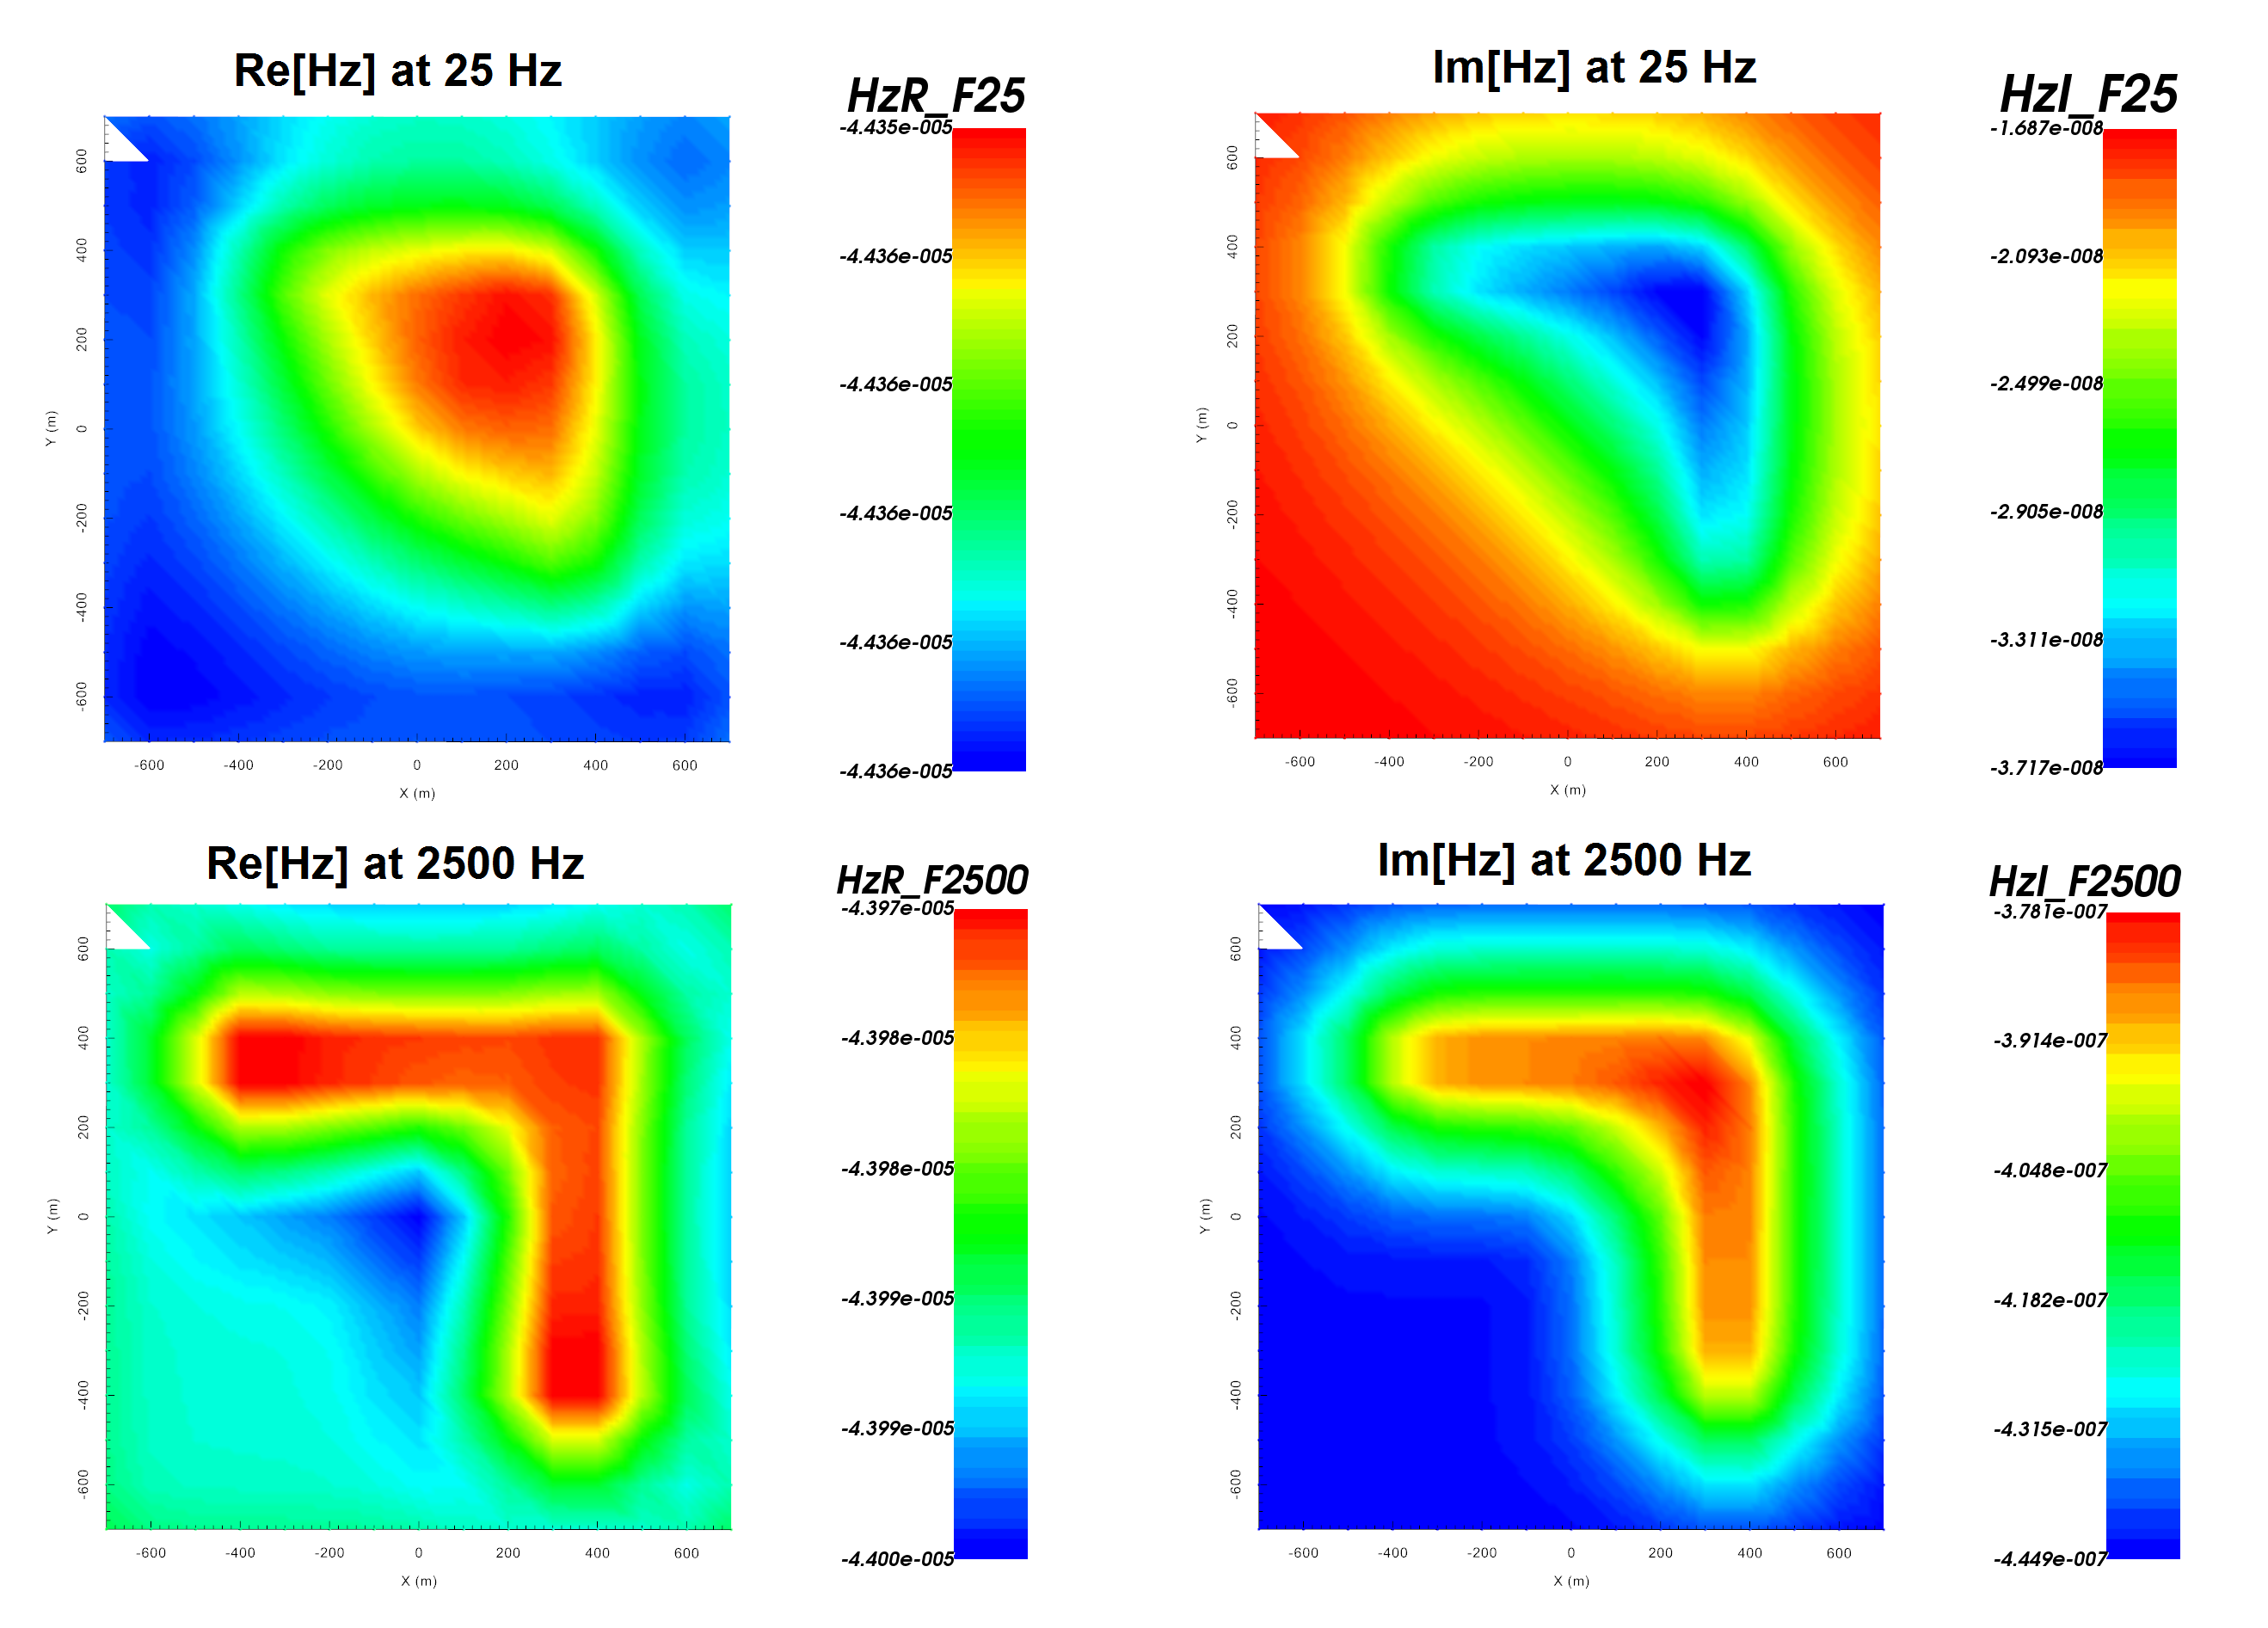 Re[Hz] at 25 Hz
HzR_F25
-4.435e-005
-4.436e-005
-4.436e-005
-4.436e-005
-4.436e-005
-4.436e-005
600
400
200
0
-200
-400
-600
Y (m)
-600 -400 -200 0 200 400 600
X (m)
Im[Hz] at 25 Hz
HzI_F25
-1.687e-008
-2.093e-008
-2.499e-008
-2.905e-008
-3.311e-008
-3.717e-008
600
400
200
0
-200
-400
-600
Y (m)
-600 -400 -200 0 200 400 600
X (m)
Re[Hz] at 2500 Hz
HzR_F2500
-4.397e-005
-4.398e-005
-4.398e-005
-4.399e-005
-4.399e-005
-4.400e-005
600
400
200
0
-200
-400
-600
Y (m)
-600 -400 -200 0 200 400 600
X (m)
Im[Hz] at 2500 Hz
HzI_F2500
-3.781e-007
-3.914e-007
-4.048e-007
-4.182e-007
-4.315e-007
-4.449e-007
600
400
200
0
-200
-400
-600
Y (m)
-600 -400 -200 0 200 400 600
X (m)